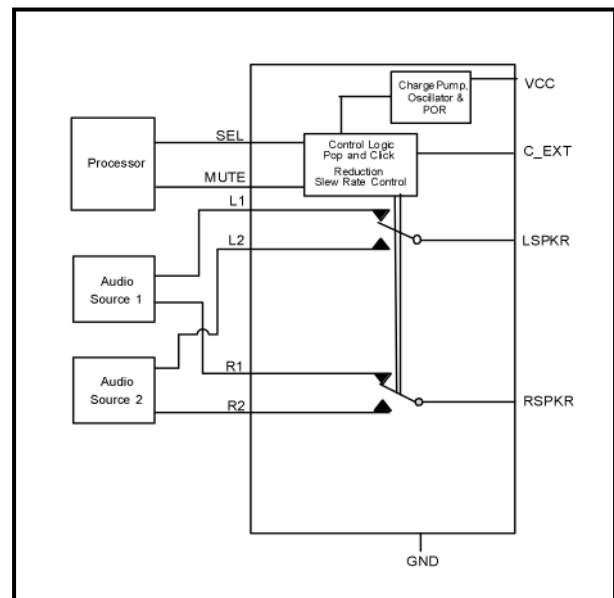 Charge Pump,
Oscillator &
POR
VCC
SEL
Processor
Control Logic
Pop and Click
Reduction
Slew Rate Control
C_EXT
MUTE
L1
L2
LSPKR
Audio
Source 1
R1
Audio
Source 2
R2
RSPKR
GND